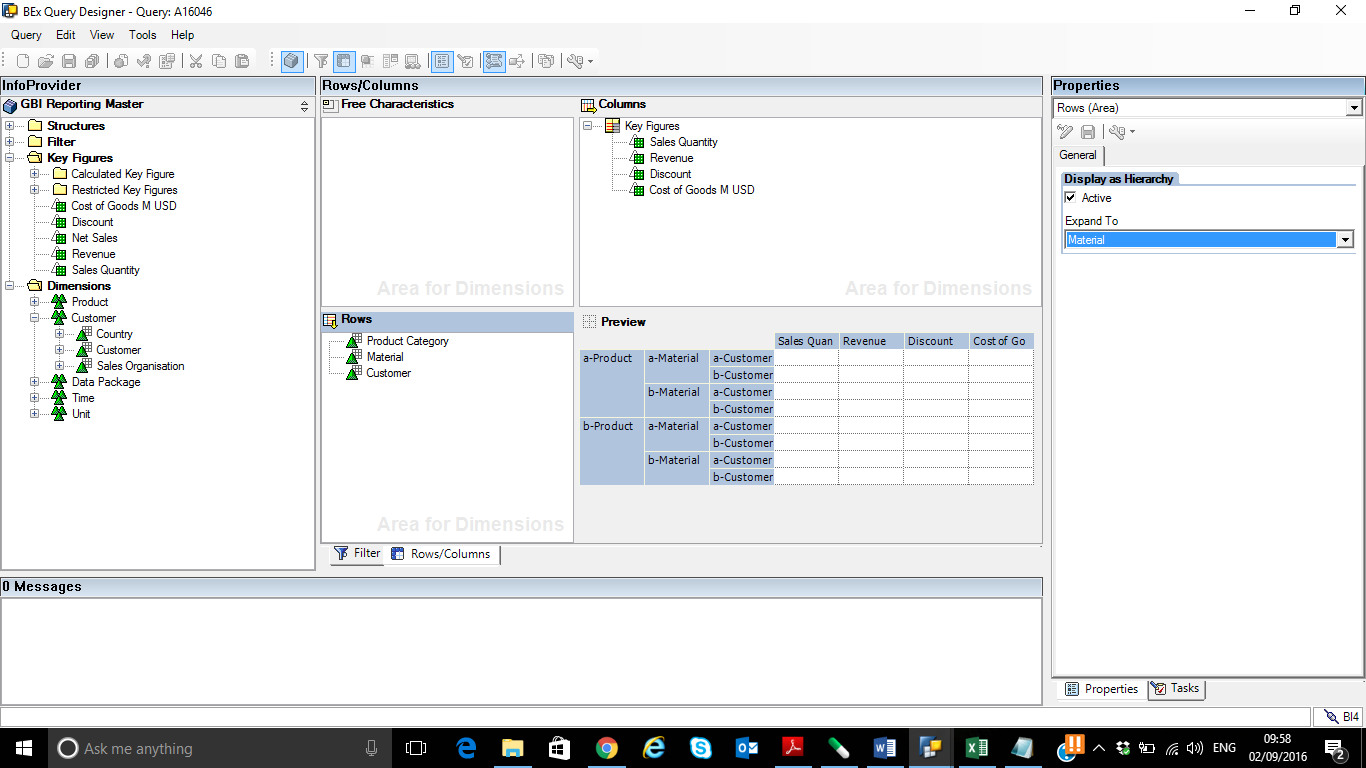 BEx Query Designer - Query: A16046
Query Edit View Tools Help
InfoProvider
GBI Reporting Master
Structures
Filter
Key Figures
Calculated Key Figure
Restricted Key Figures
Cost of Goods M USD
Discount
Net Sales
Revenue
Sales Quantity
Dimensions
Product
Customer
Country
Customer
Sales Organisation
Data Package
Time
Unit
Rows/Columns
Free Characteristics
Area for Dimensions
Columns
Key Figures
Sales Quantity
Revenue
Discount
Cost of Goods M USD
Area for Dimensions
Rows
Product Category
Material
Customer
Area for Dimensions
Preview
Sales Quan Revenue Discount Cost of Go
a-Product a-Material a-Customer
b-Customer
b-Material a-Customer
b-Customer
b-Product a-Material a-Customer
b-Customer
b-Material a-Customer
b-Customer
Filter Rows/Columns
Properties
Rows (Area)
General
Display as Hierarchy
Active
Expand To
Material
Properties Tasks
0 Messages
BI4
Ask me anything
ENG
09:58
02/09/2016
2